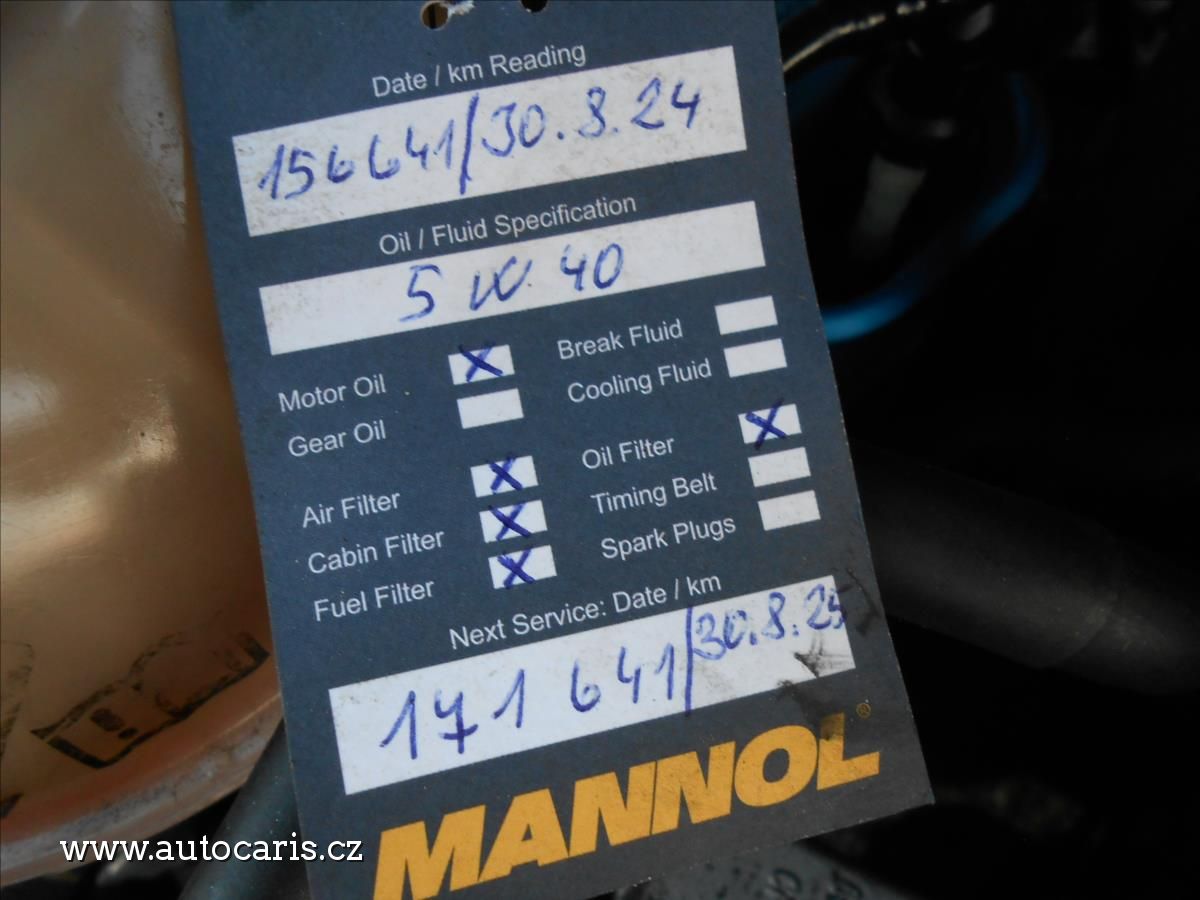 Date / km Reading
156641/30.8.24
Oil / Fluid Specification
5W40
Motor Oil X Break Fluid
Gear Oil Cooling Fluid
Air Filter X Oil Filter X
Cabin Filter X Timing Belt
Fuel Filter X Spark Plugs
Next Service: Date / km
171641/30.8.25
MANNOL®
www.autocaris.cz